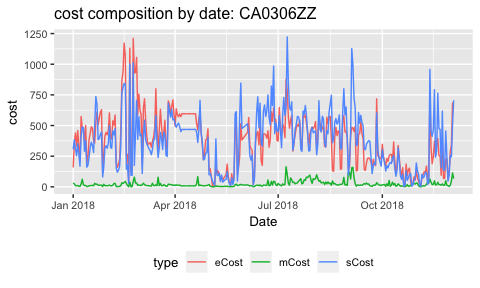 cost composition by date: CA0306ZZ
1250
1000
750
500
250
0
cost
Jan 2018 Apr 2018 Jul 2018 Oct 2018
Date
type eCost mCost sCost